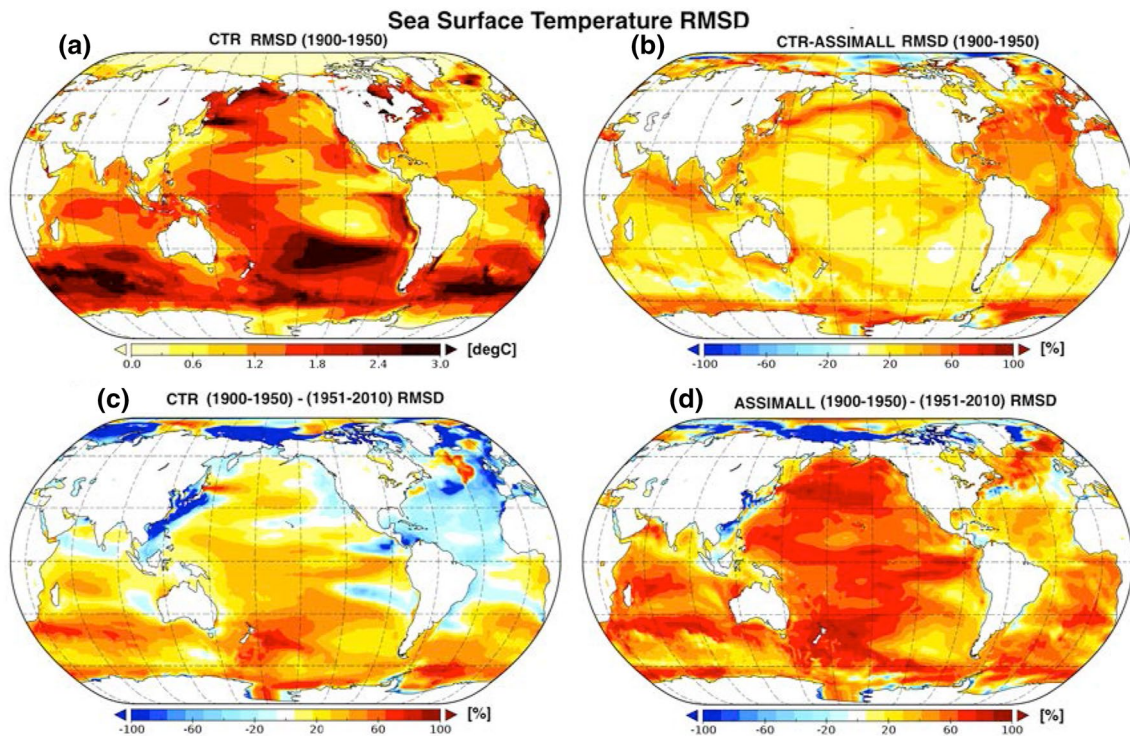 Sea Surface Temperature RMSD
(a)
CTR RMSD (1900-1950)
(b)
CTR-ASSIMALL RMSD (1900-1950)
0.0 0.6 1.2 1.8 2.4 3.0 [degC]
-100 -60 -20 20 60 100 [%]
(c)
CTR (1900-1950) - (1951-2010) RMSD
(d)
ASSIMALL (1900-1950) - (1951-2010) RMSD
-100 -60 -20 20 60 100 [%]
-100 -60 -20 20 60 100 [%]